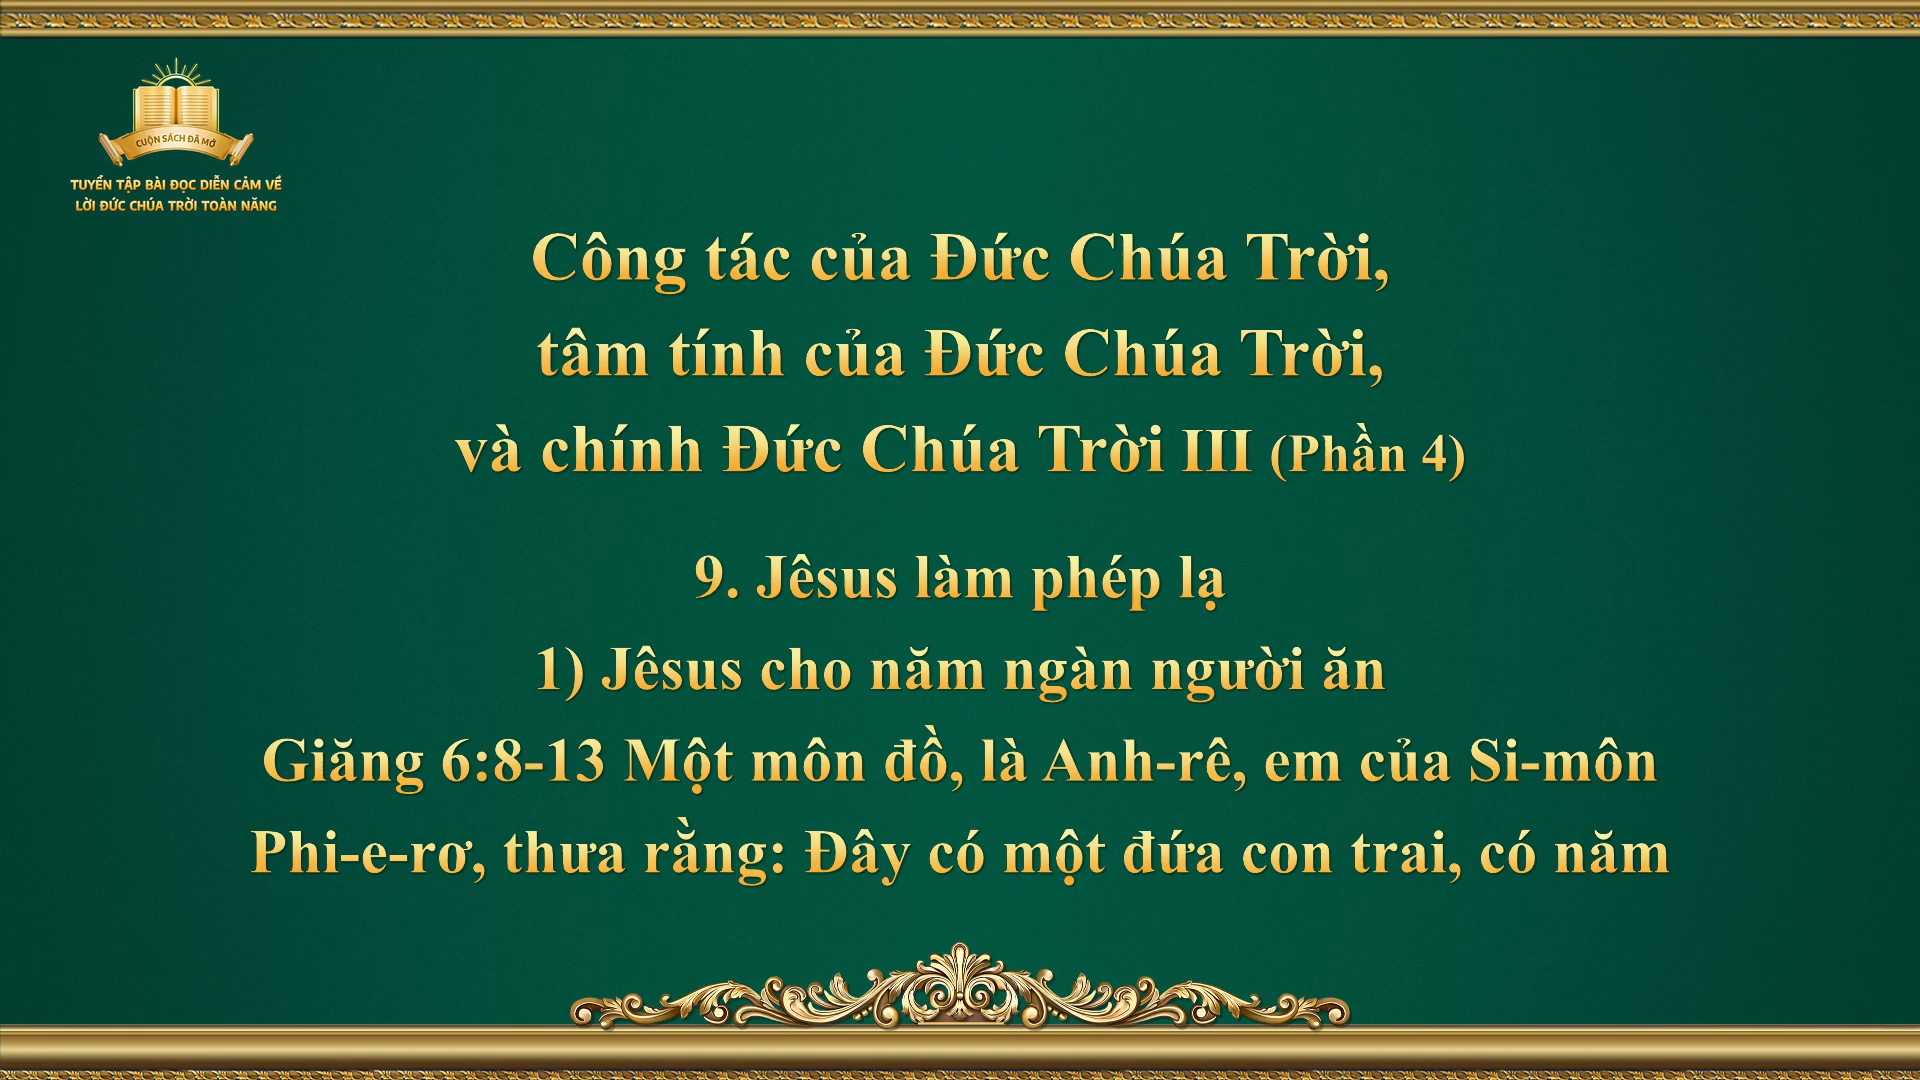 CUỘN SÁCH ĐÃ MỞ
TUYỂN TẬP BÀI ĐỌC DIỄN CẢM VỀ
LỜI ĐỨC CHÚA TRỜI TOÀN NĂNG
Công tác của Đức Chúa Trời,
tâm tính của Đức Chúa Trời,
và chính Đức Chúa Trời III (Phần 4)
9. Jêsus làm phép lạ
1) Jêsus cho năm ngàn người ăn
Giăng 6:8-13 Một môn đồ, là Anh-rê, em của Si-môn
Phi-e-rơ, thưa rằng: Đây có một đứa con trai, có năm